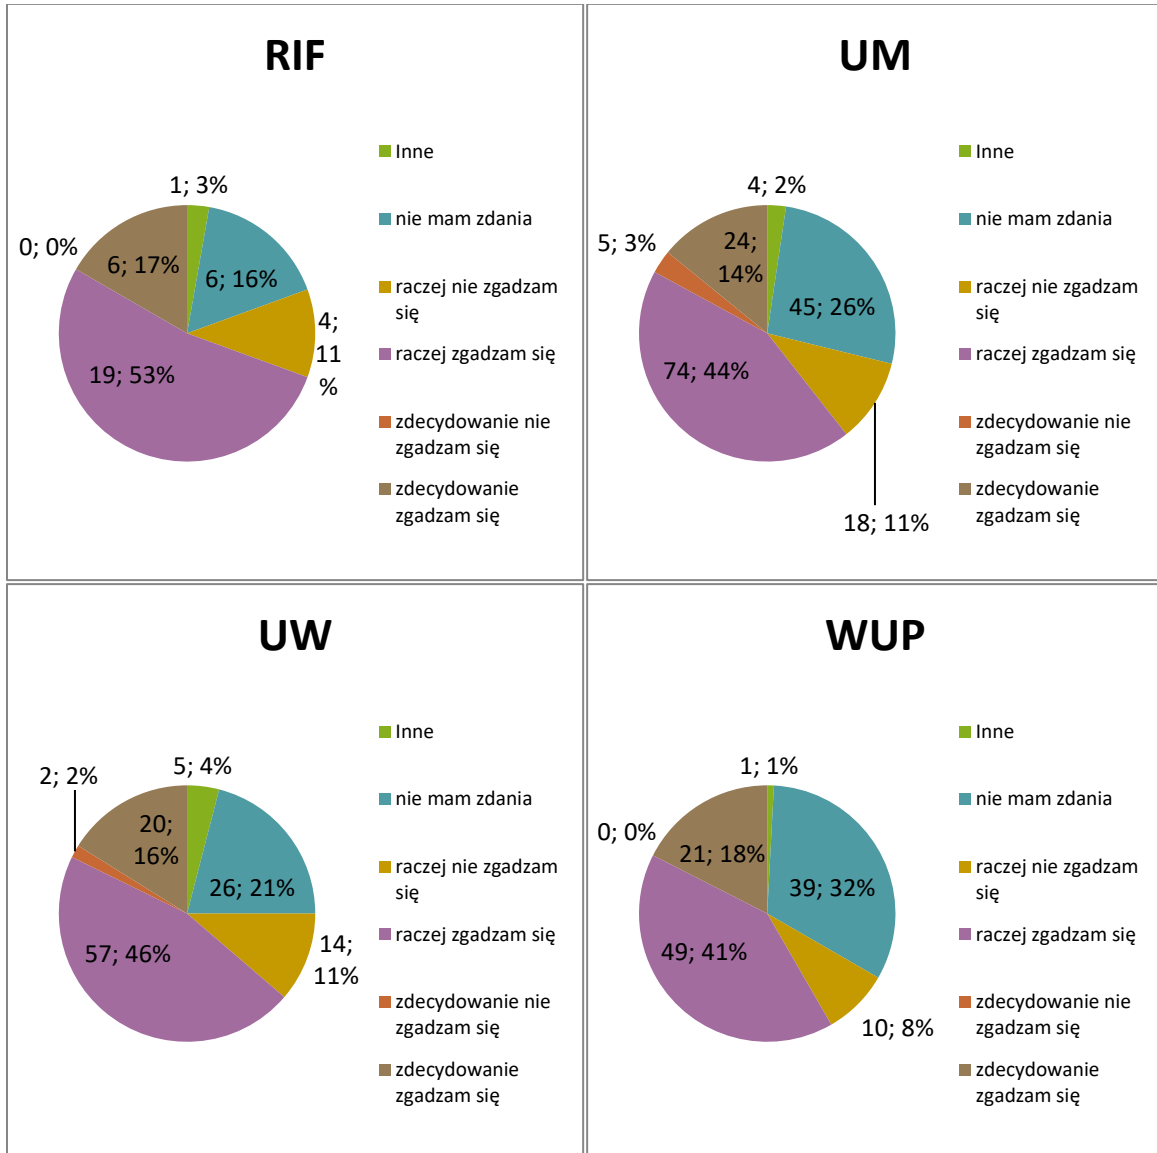 RIF
1; 3%
0; 0%
6; 17%
6; 16%
4;
11
%
19; 53%
Inne
nie mam zdania
raczej nie zgadzam
się
raczej zgadzam się
zdecydowanie nie
zgadzam się
zdecydowanie
zgadzam się
UM
4; 2%
5; 3%
24;
14%
45; 26%
74; 44%
18; 11%
Inne
nie mam zdania
raczej nie zgadzam
się
raczej zgadzam się
zdecydowanie nie
zgadzam się
zdecydowanie
zgadzam się
UW
5; 4%
2; 2%
20;
16%
26; 21%
57; 46%
14;
11%
Inne
nie mam zdania
raczej nie zgadzam
się
raczej zgadzam się
zdecydowanie nie
zgadzam się
zdecydowanie
zgadzam się
WUP
1; 1%
0; 0%
21; 18%
39; 32%
49; 41%
10; 8%
Inne
nie mam zdania
raczej nie zgadzam
się
raczej zgadzam się
zdecydowanie nie
zgadzam się
zdecydowanie
zgadzam się